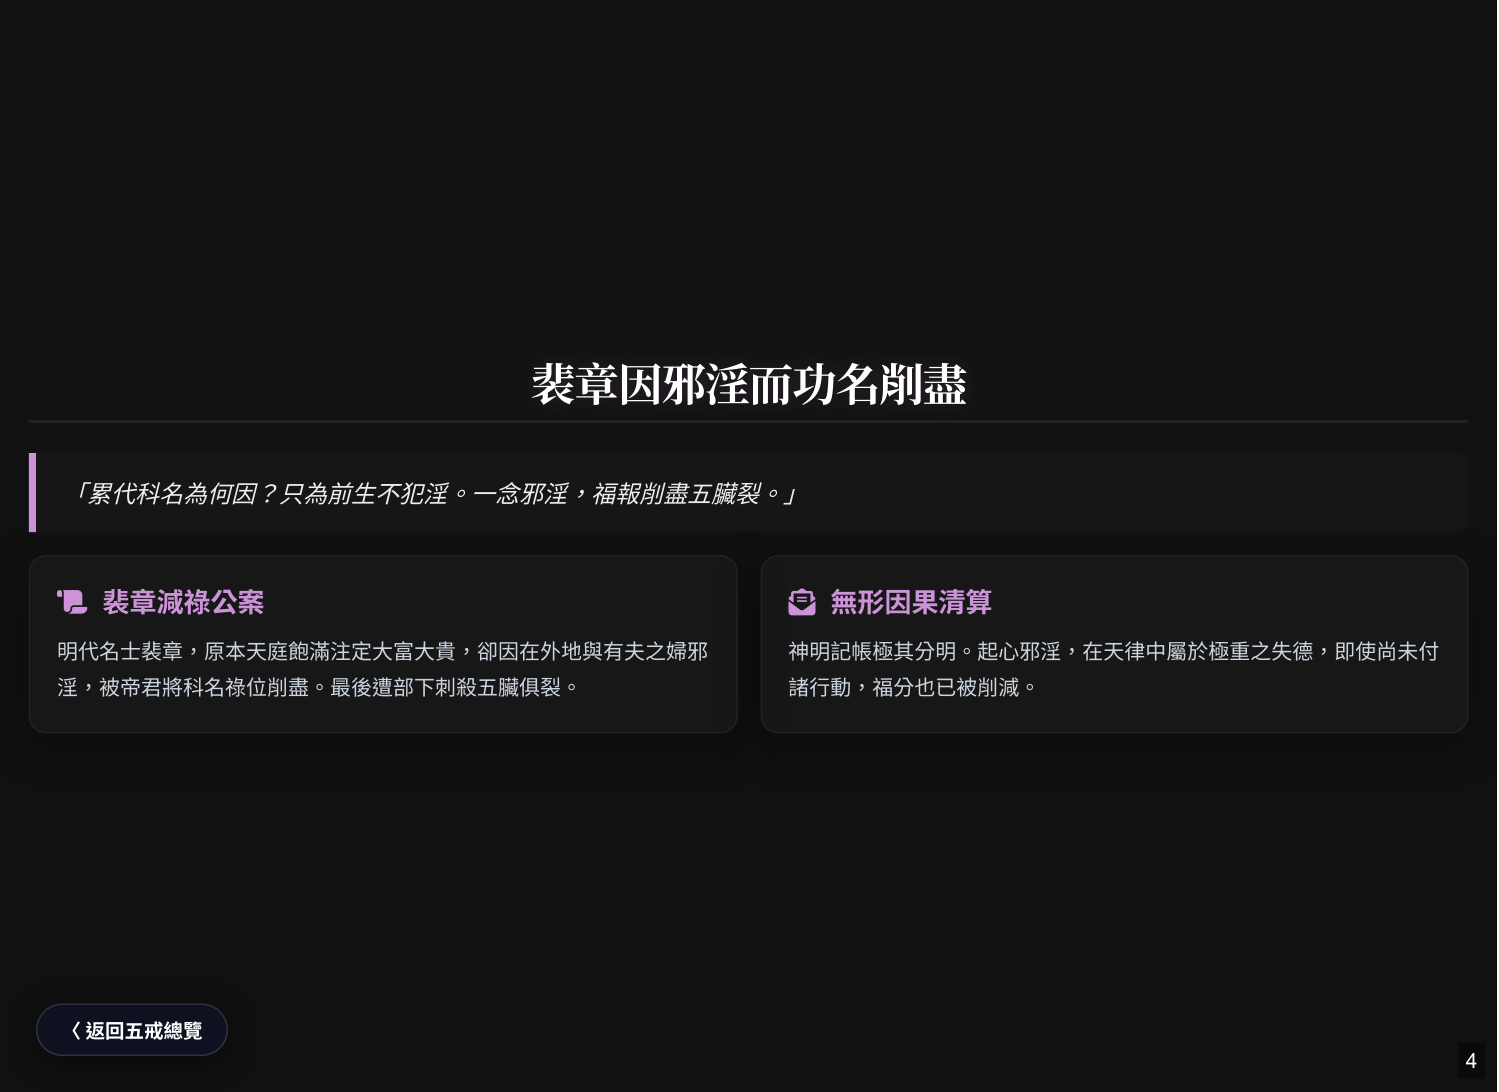 裴章因邪淫而功名削盡
「累代科名為何因？只為前生不犯淫。一念邪淫，福報削盡五臟裂。」
裴章減祿公案
明代名士裴章，原本天庭飽滿注定大富大貴，卻因在外地與有夫之婦邪
淫，被帝君將科名祿位削盡。最後遭部下刺殺五臟俱裂。
無形因果清算
神明記帳極其分明。起心邪淫，在天律中屬於極重之失德，即使尚未付
諸行動，福分也已被削減。
〈 返回五戒總覽
4